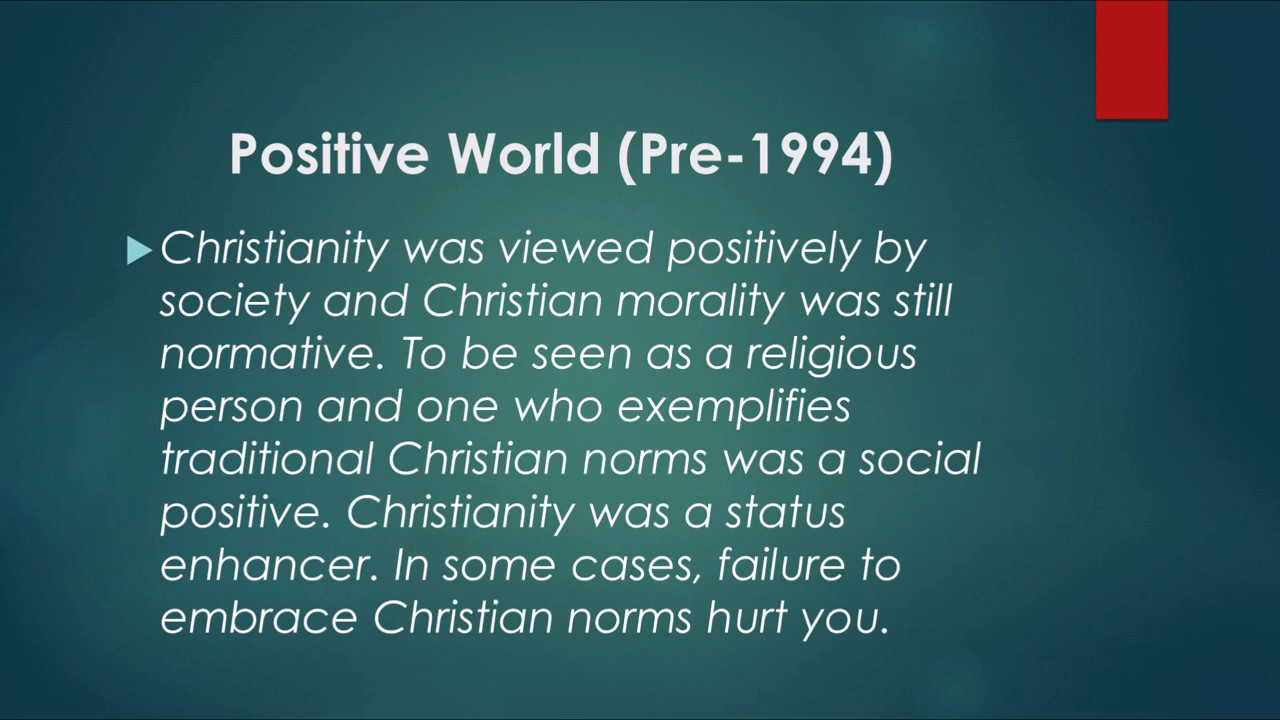 Positive World (Pre-1994)
Christianity was viewed positively by
society and Christian morality was still
normative. To be seen as a religious
person and one who exemplifies
traditional Christian norms was a social
positive. Christianity was a status
enhancer. In some cases, failure to
embrace Christian norms hurt you.